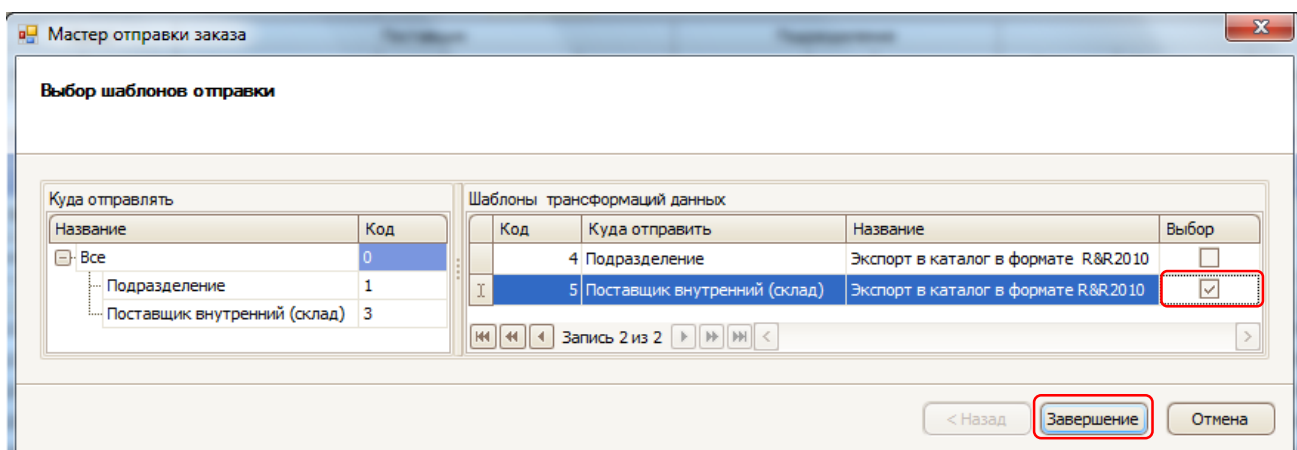 Мастер отправки заказа
Выбор шаблонов отправки
Куда отправлять
Название Код
Все 0
Подразделение 1
Поставщик внутренний (склад) 3
Шаблоны трансформаций данных
Код Куда отправить Название Выбор
4 Подразделение Экспорт в каталог в формате R&R2010
5 Поставщик внутренний (склад) Экспорт в каталог в формате R&R2010
Запись 2 из 2
< Назад Завершение Отмена